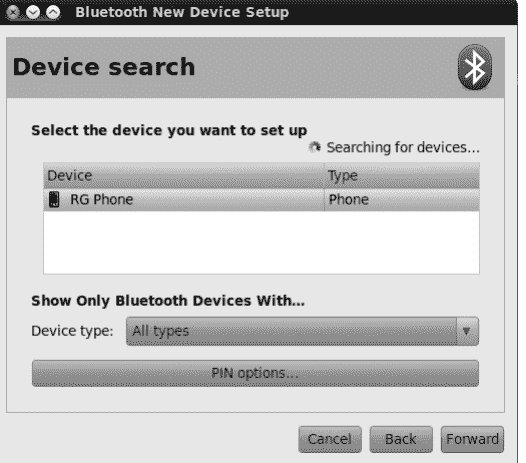 Bluetooth New Device Setup
Device search
Select the device you want to set up
Searching for devices...
Device Type
RG Phone Phone
Show Only Bluetooth Devices With...
Device type: All types
PIN options...
Cancel Back Forward